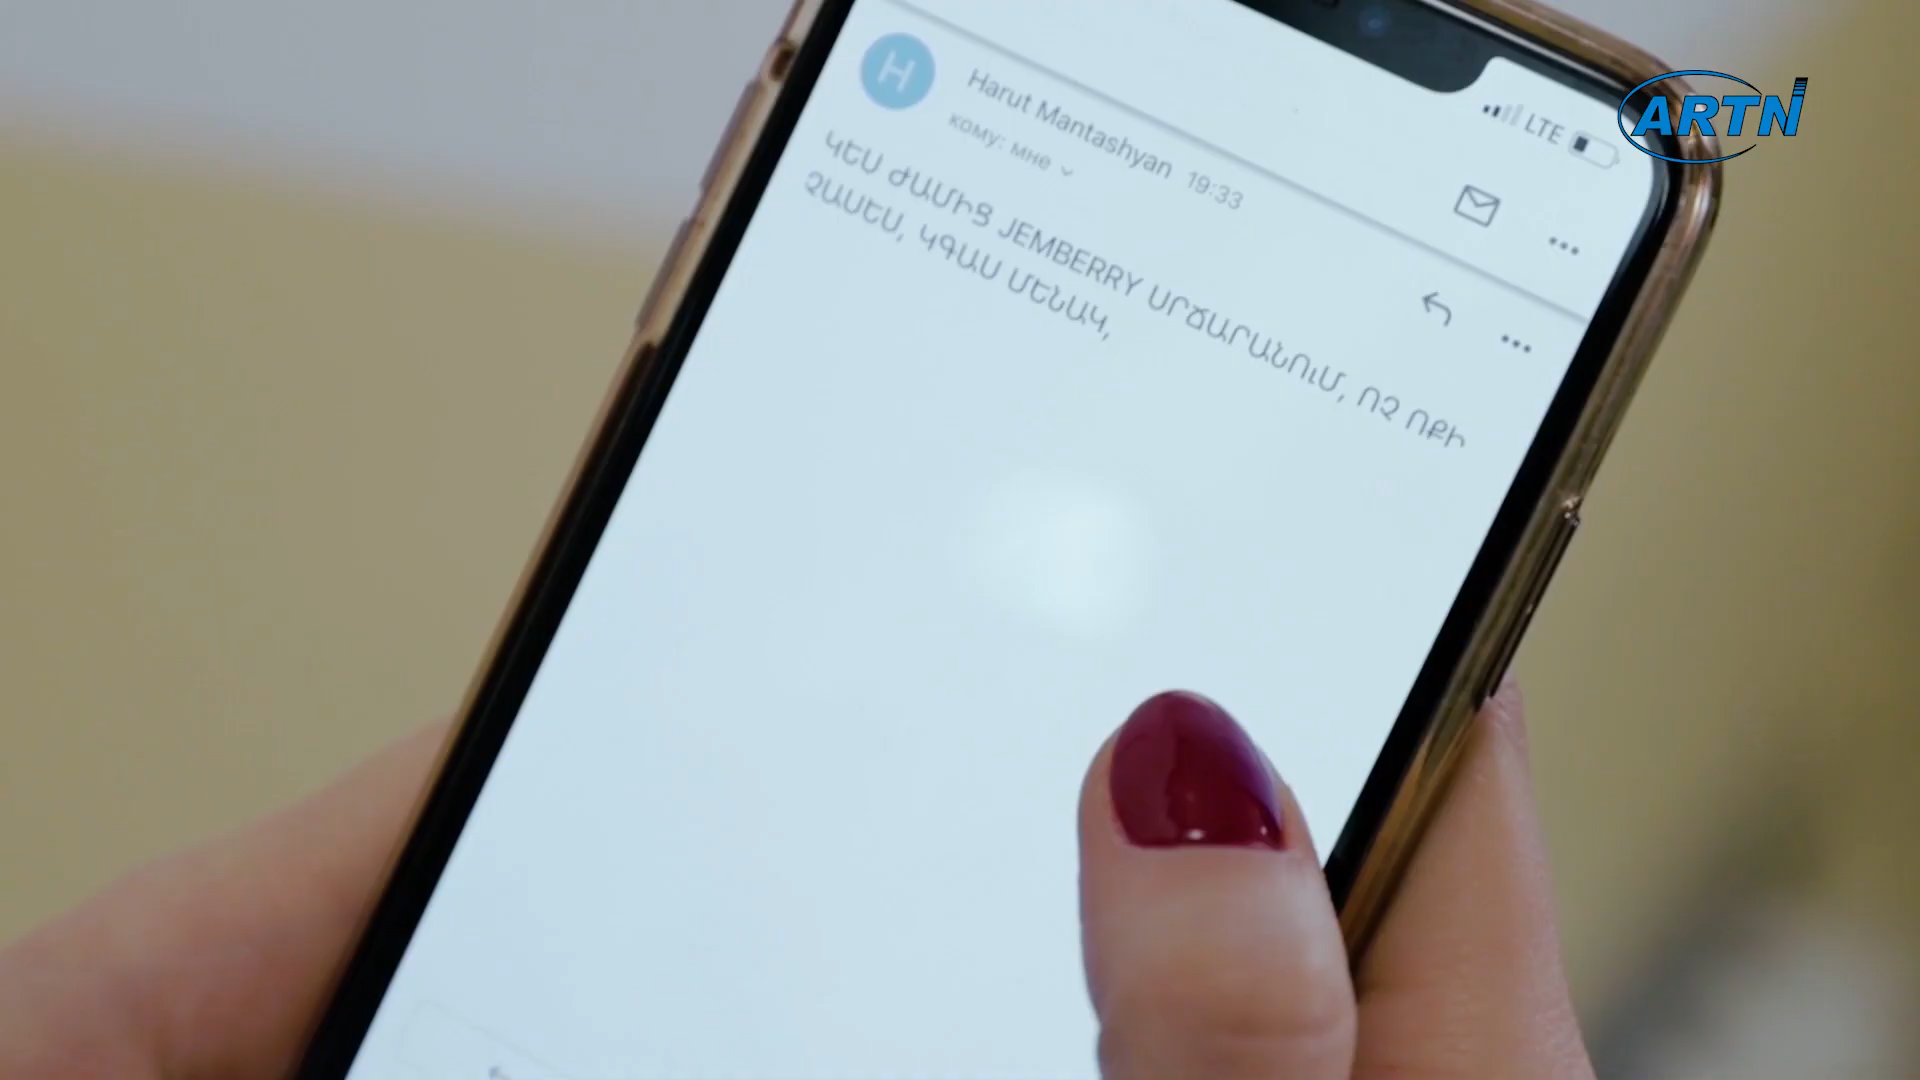 ARTN
LTE
Harut Mantashyan 19:33
кому: мне
ԿԵՍ ԺԱՄԻՑ JEMBERRY ՍՐՃԱՐԱՆՈւՄ, ՈՉ ՈՔԻ
ՉԱՍԵՍ, ԿԳԱՍ ՄԵՆԱԿ,
H